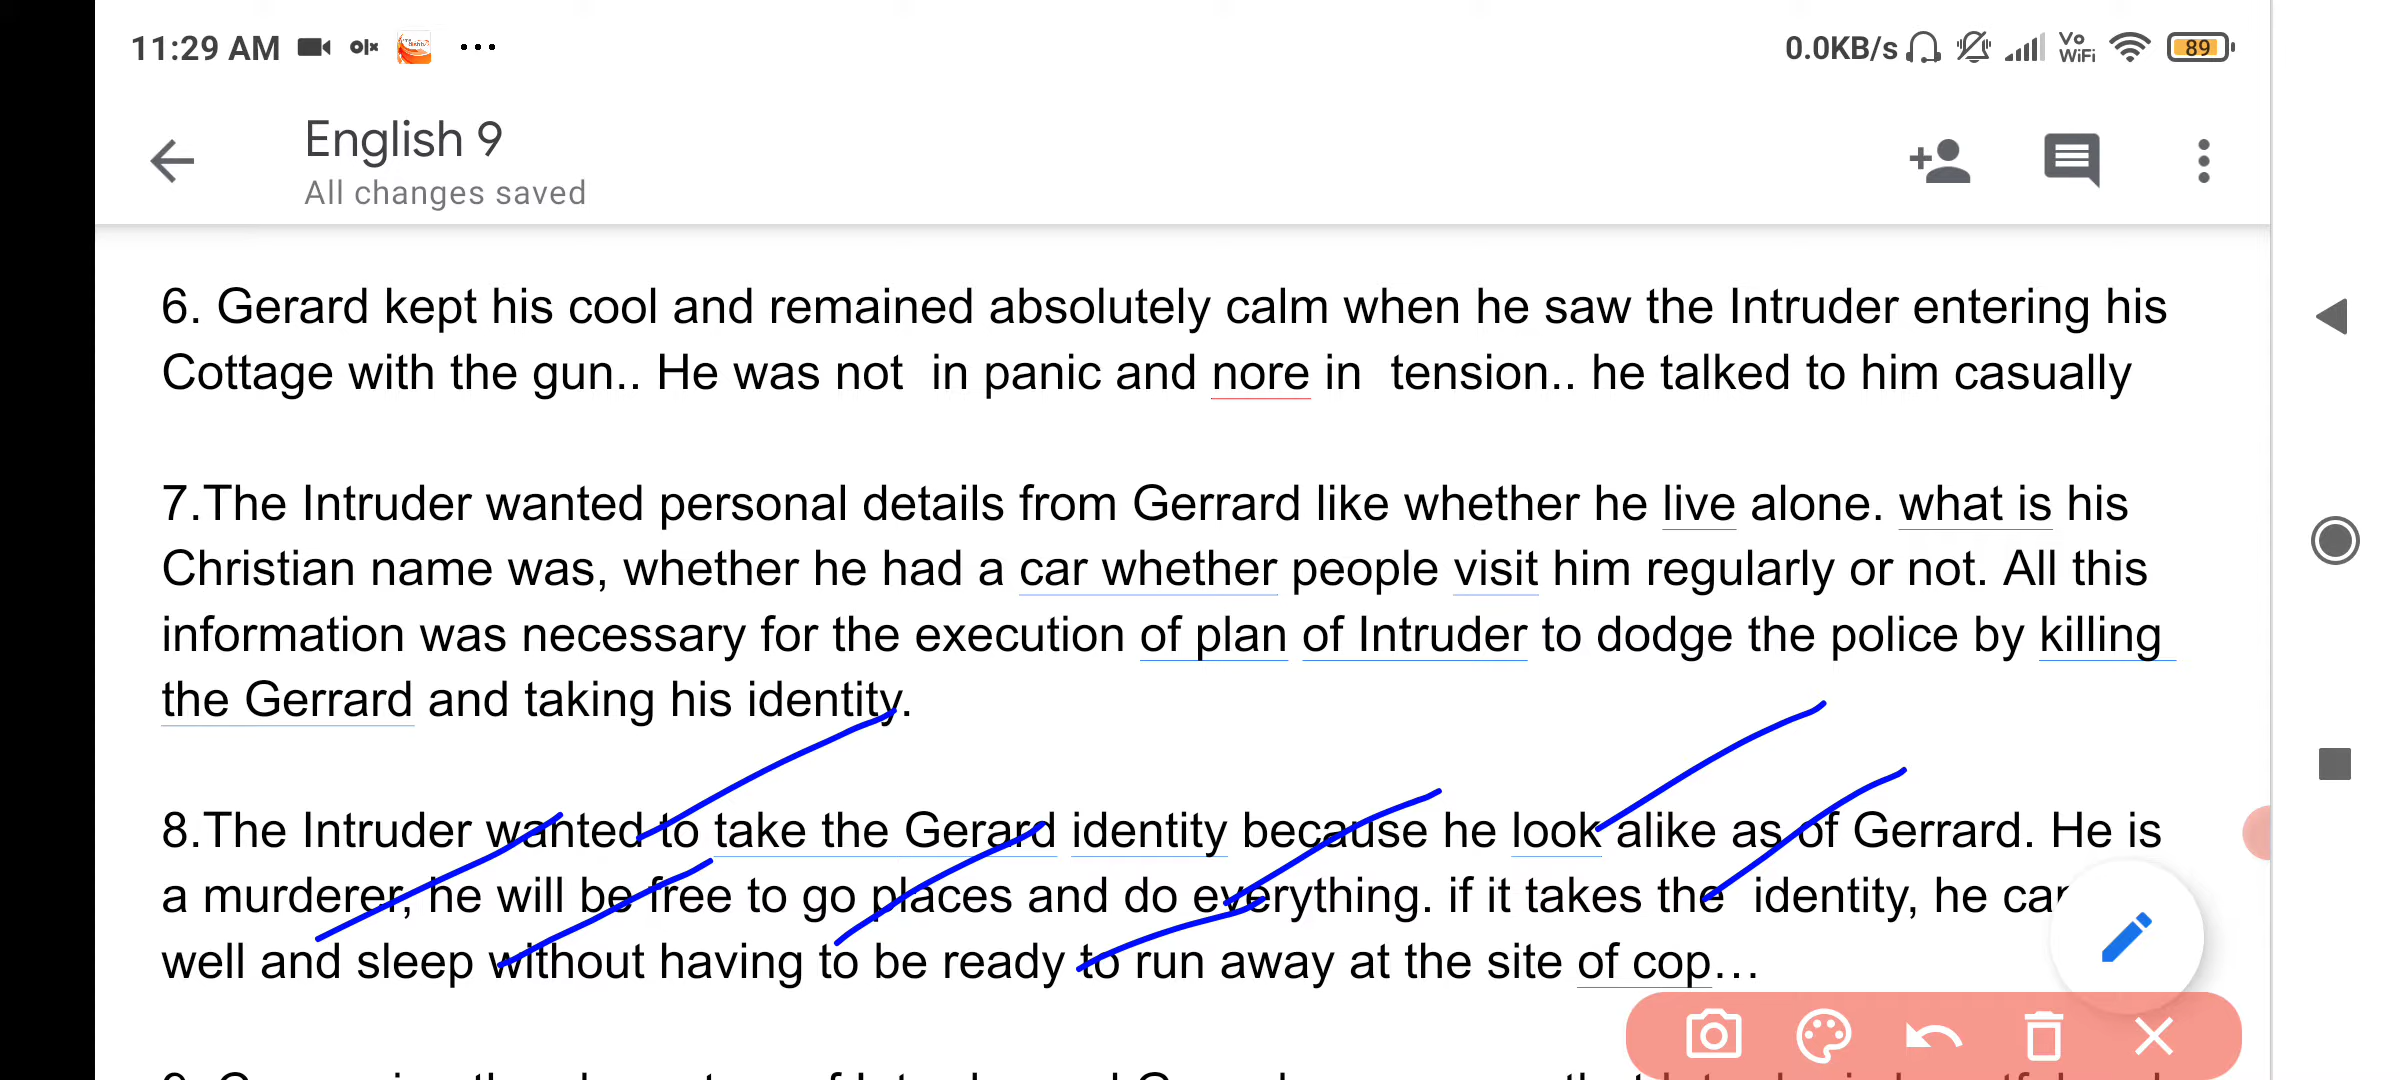 11:29 AM olx ...
0.0KB/s Vo WiFi 89
English 9
All changes saved
6. Gerard kept his cool and remained absolutely calm when he saw the Intruder entering his
Cottage with the gun.. He was not in panic and nore in tension.. he talked to him casually
7.The Intruder wanted personal details from Gerrard like whether he live alone. what is his
Christian name was, whether he had a car whether people visit him regularly or not. All this
information was necessary for the execution of plan of Intruder to dodge the police by killing
the Gerrard and taking his identity.
8.The Intruder wanted to take the Gerard identity because he look alike as of Gerrard. He is
a murderer, he will be free to go places and do everything. if it takes the identity, he
well and sleep without having to be ready to run away at the site of cop...